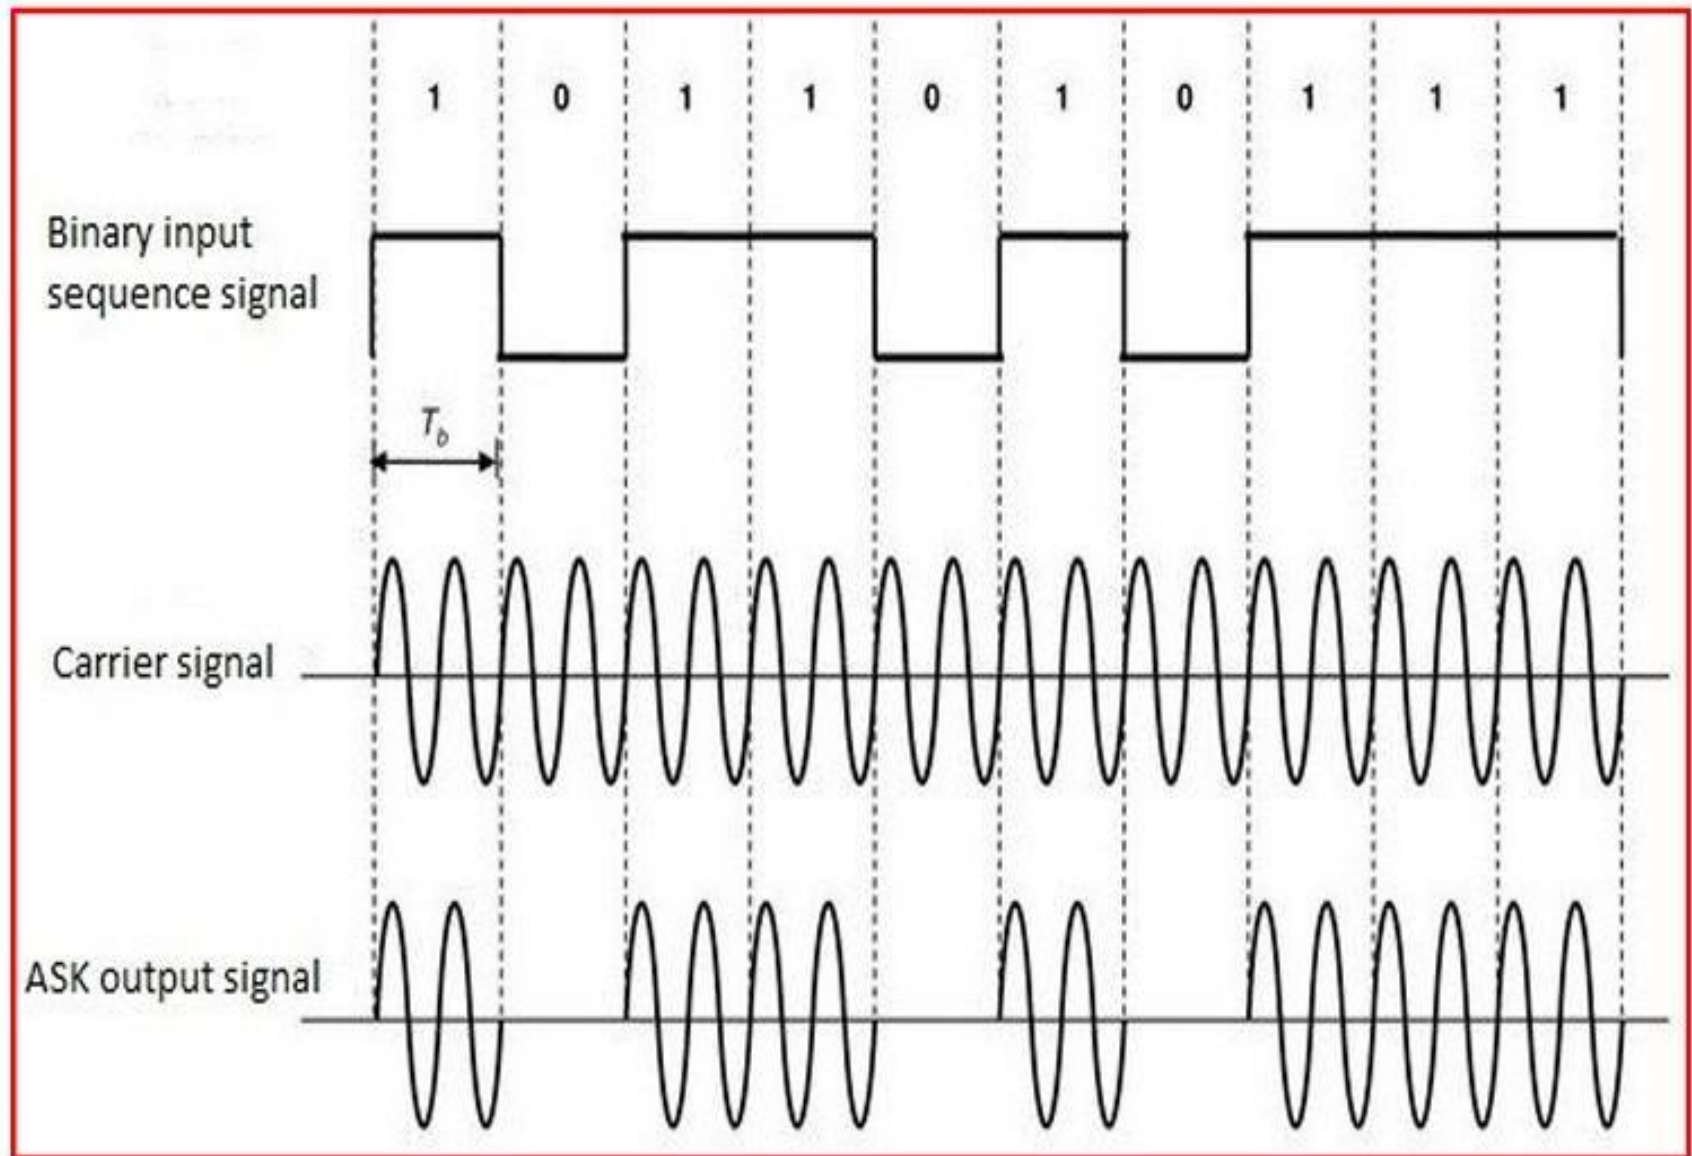 1 0 1 1 0 1 0 1 1 1
Binary input
sequence signal
T_b
Carrier signal
ASK output signal